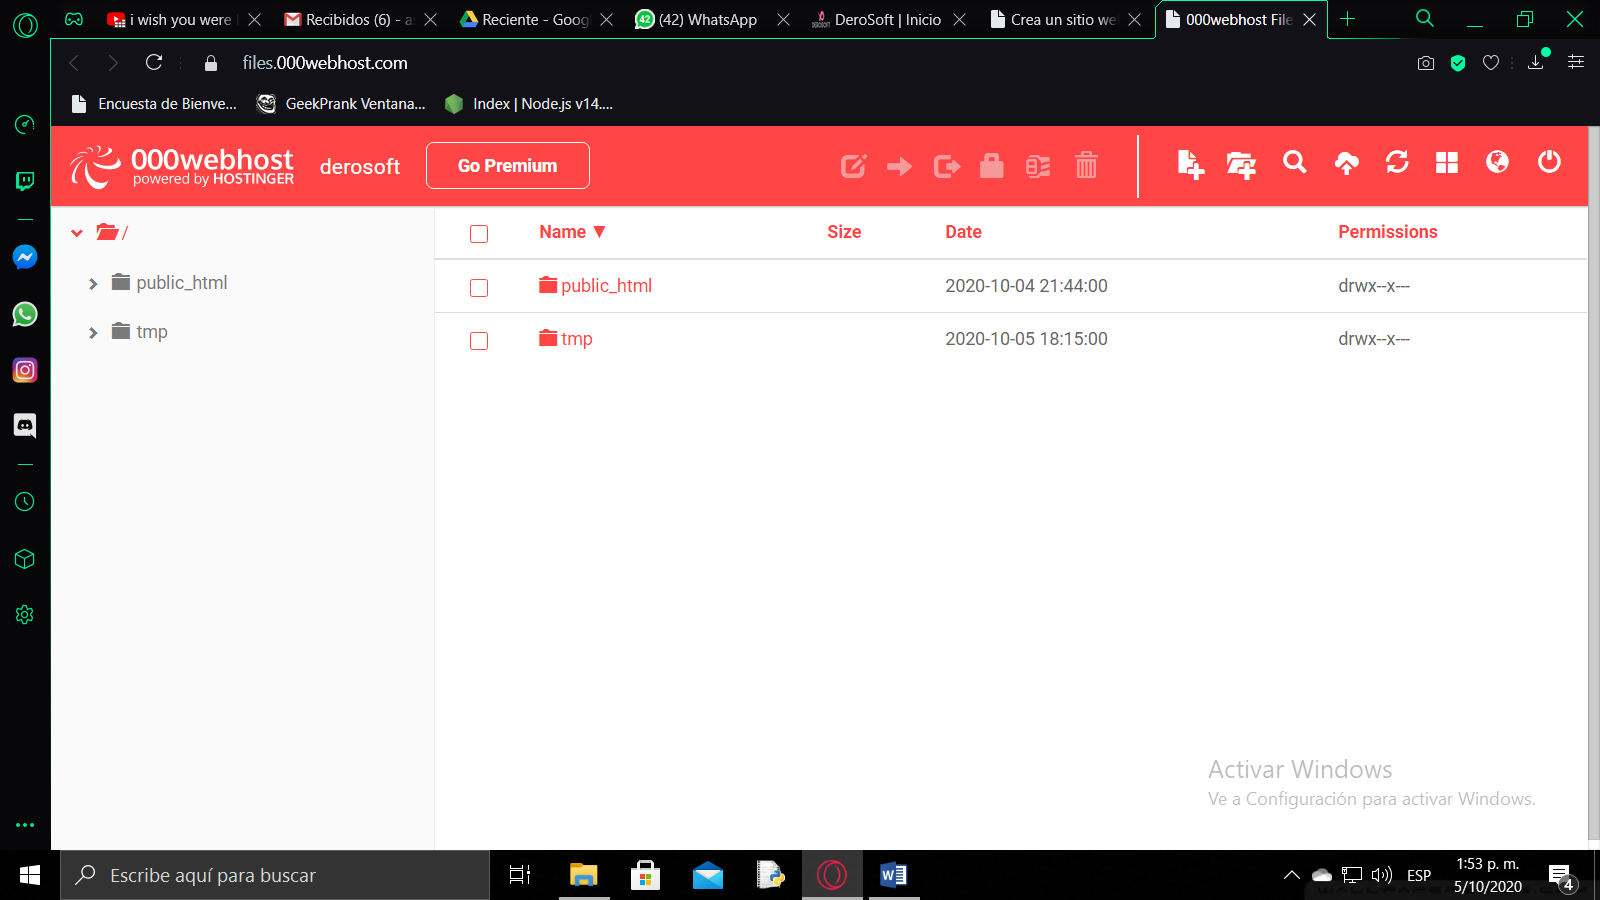 i wish you were
Recibidos (6) - a
Reciente - Goog
(42) WhatsApp
DeroSoft | Inicio
Crea un sitio we
000webhost File
files.000webhost.com
Encuesta de Bienve...
GeekPrank Ventana...
Index | Node.js v14....
000webhost
powered by HOSTINGER
derosoft
Go Premium
/
public_html
tmp
Name ▼ Size Date Permissions
public_html 2020-10-04 21:44:00 drwx--x---
tmp 2020-10-05 18:15:00 drwx--x---
Activar Windows
Ve a Configuración para activar Windows.
Escribe aquí para buscar
ESP
1:53 p. m.
5/10/2020
4